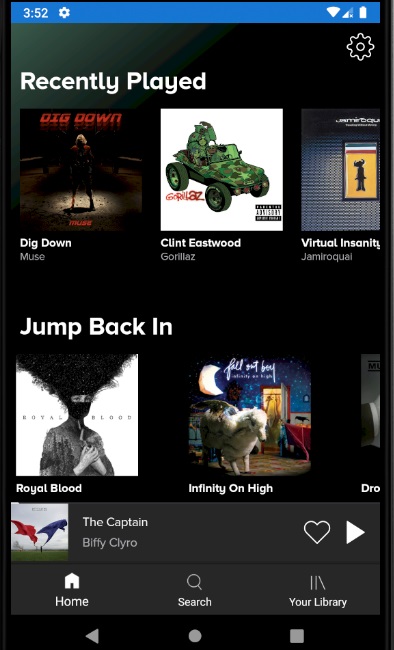 3:52
Recently Played
DIG DOWN
MUSE
GORILLAZ
PARENTAL
ADVISORY
Jamiroquai
Dig Down
Clint Eastwood
Virtual Insanity
Muse
Gorillaz
Jamiroquai
Jump Back In
ROYAL BLOOD
fall out boy
infinity on high
MU
Royal Blood
Infinity On High
Dro
The Captain
Biffy Clyro
Home
Search
Your Library